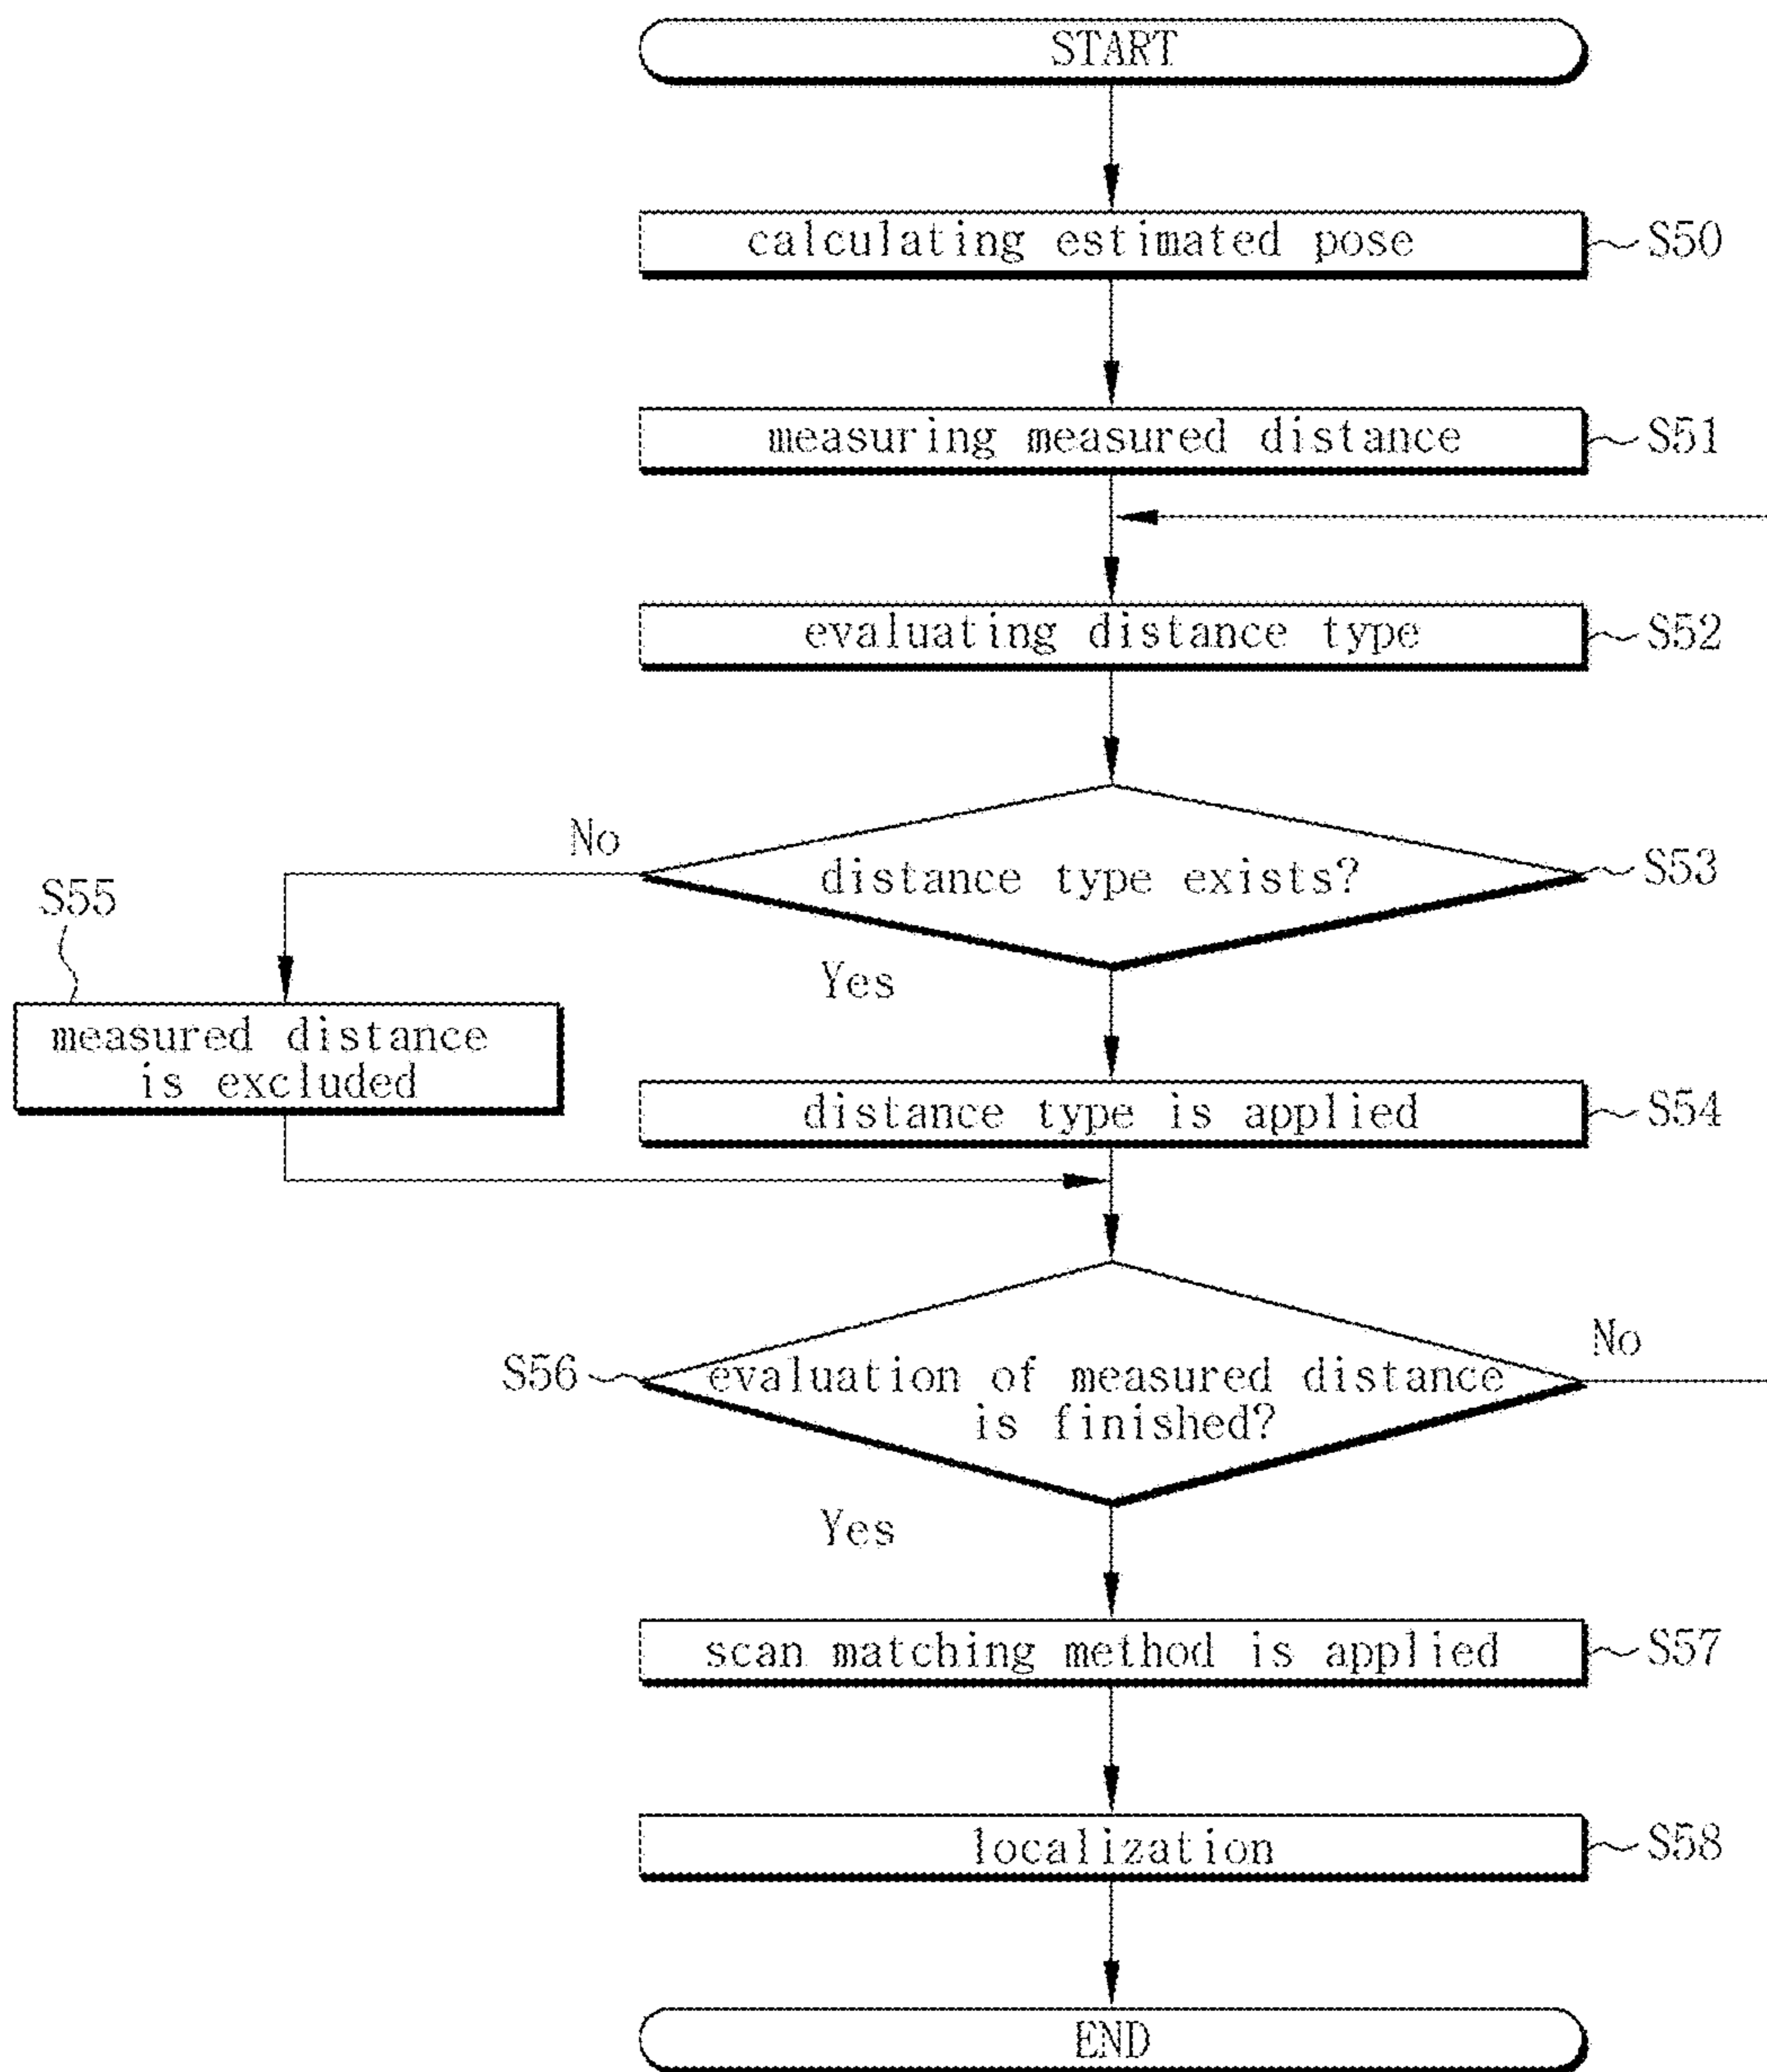 START
calculating estimated pose
S50
measuring measured distance
S51
evaluating distance type
S52
No
distance type exists?
S53
S55
Yes
measured distance
is excluded
distance type is applied
S54
No
S56
evaluation of measured distance
is finished?
Yes
scan matching method is applied
S57
localization
S58
END